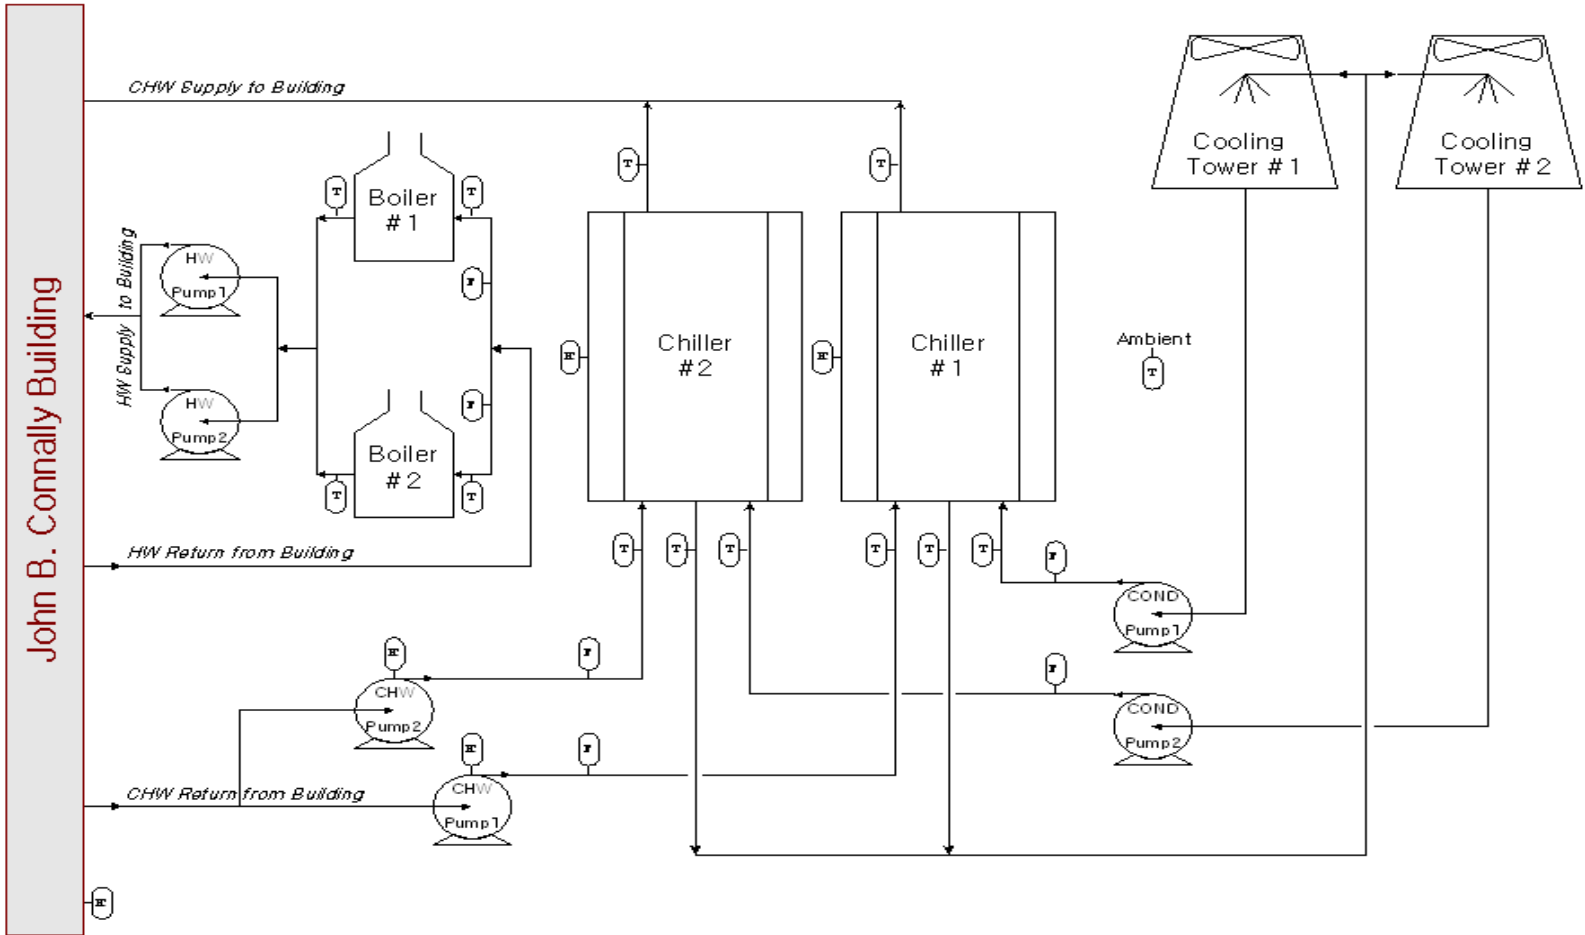 John B. Connally Building
CHW Supply to Building
HW Supply to Building
HW Return from Building
CHW Return from Building
Boiler
#1
Boiler
#2
HW
Pump1
HW
Pump2
T
T
T
T
F
F
Chiller
#2
Chiller
#1
T
T
T
T
T
T
T
T
Ambient
T
Cooling
Tower #1
Cooling
Tower #2
COND
Pump1
COND
Pump2
F
F
CHW
Pump2
CHW
Pump1
F
F